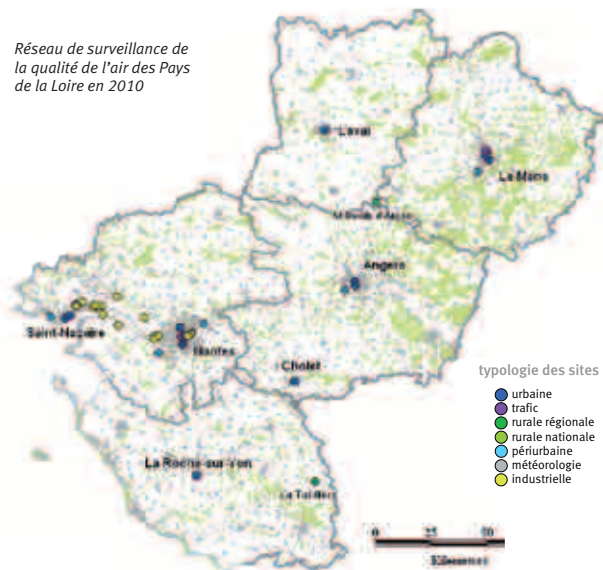 Réseau de surveillance de
la qualité de l'air des Pays
de la Loire en 2010
Laval
Le Mans
Angers
Saint-Nazaire
Nantes
Cholet
typologie des sites
urbaine
trafic
rurale régionale
rurale nationale
périurbaine
météorologie
industrielle
La Roche-sur-Yon
0 25 50
Kilomètres